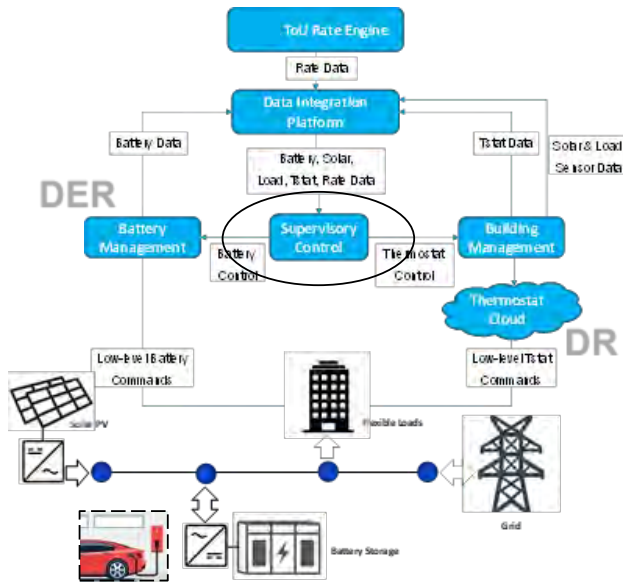 ToU Rate Engine
Rate Data
Data Integration
Platform
Battery Data
Tstat Data
Solar & Load
Sensor Data
Battery, Solar,
Load, Tstat, Rate Data
DER
Battery
Management
Supervisory
Control
Building
Management
Battery
Control
Thermostat
Control
Thermostat
Cloud
DR
Low-level Battery
Commands
Low-level Tstat
Commands
Solar PV
Flexible Loads
Grid
Battery Storage